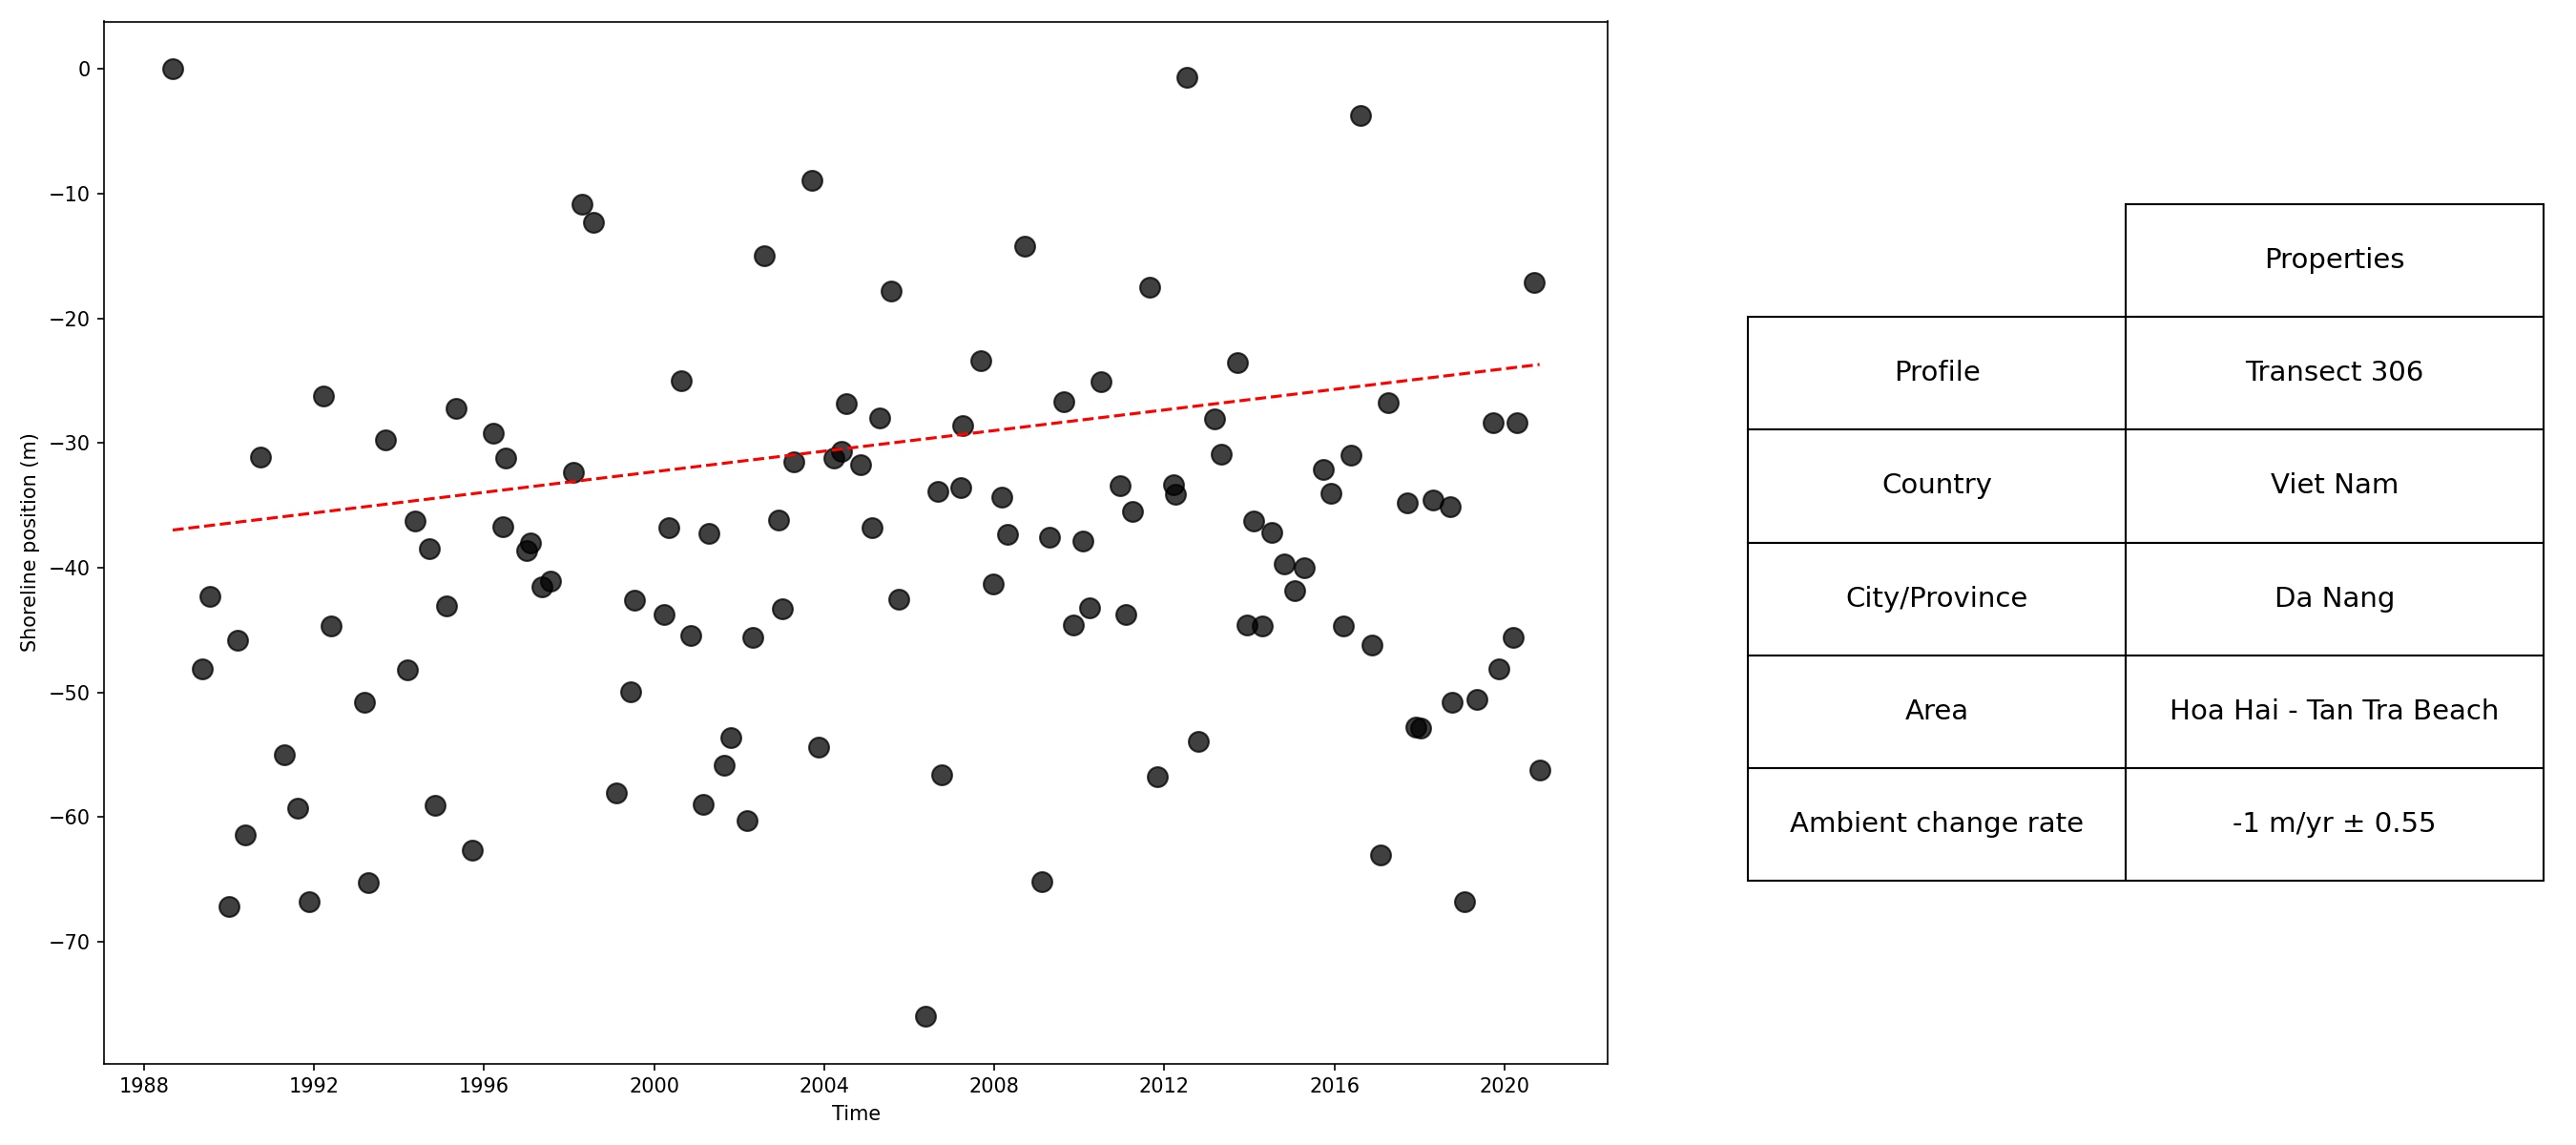 0
−10
−20
−30
−40
−50
−60
−70
Shoreline position (m)
1988 1992 1996 2000 2004 2008 2012 2016 2020
Time
Properties
Profile Transect 306
Country Viet Nam
City/Province Da Nang
Area Hoa Hai - Tan Tra Beach
Ambient change rate -1 m/yr ± 0.55